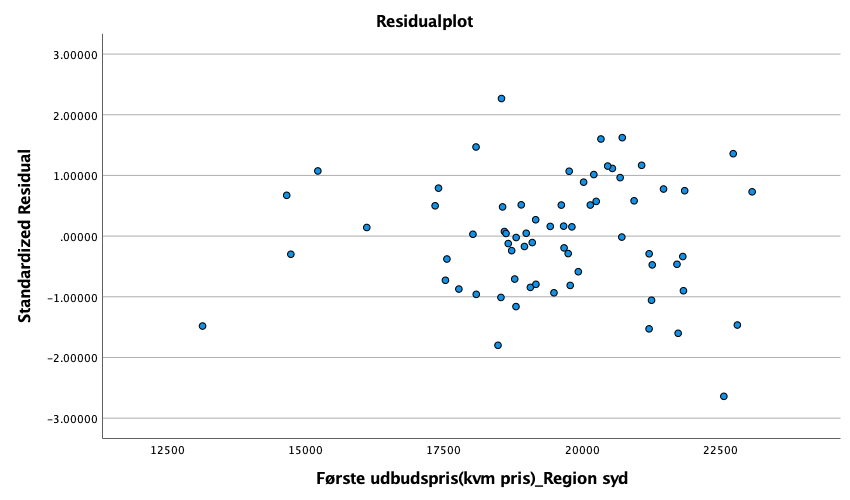 Residualplot
Standardized Residual
3.00000
2.00000
1.00000
.00000
-1.00000
-2.00000
-3.00000
12500 15000 17500 20000 22500
Første udbudspris(kvm pris)_Region syd